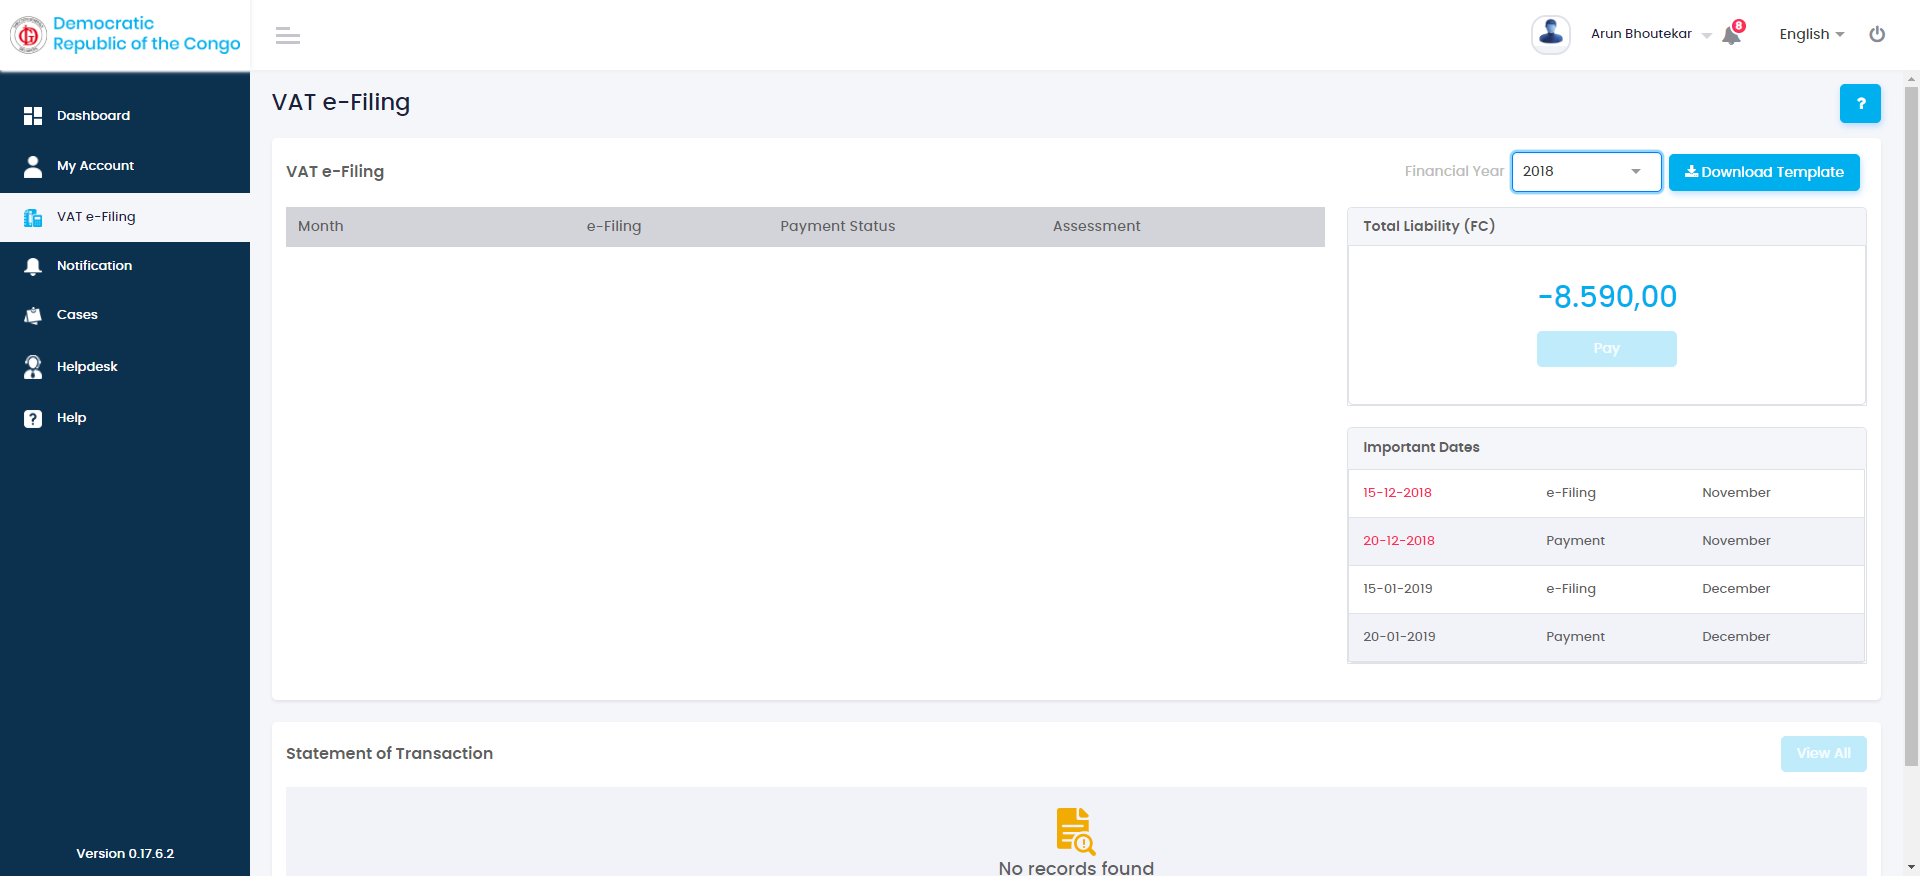 Democratic
Republic of the Congo
Arun Bhoutekar
8
English
Dashboard
My Account
VAT e-Filing
Notification
Cases
Helpdesk
Help
Version 0.17.6.2
VAT e-Filing
?
VAT e-Filing
Financial Year
2018
Download Template
Month e-Filing Payment Status Assessment
Total Liability (FC)
-8.590,00
Pay
Important Dates
15-12-2018 e-Filing November
20-12-2018 Payment November
15-01-2019 e-Filing December
20-01-2019 Payment December
Statement of Transaction
View All
No records found